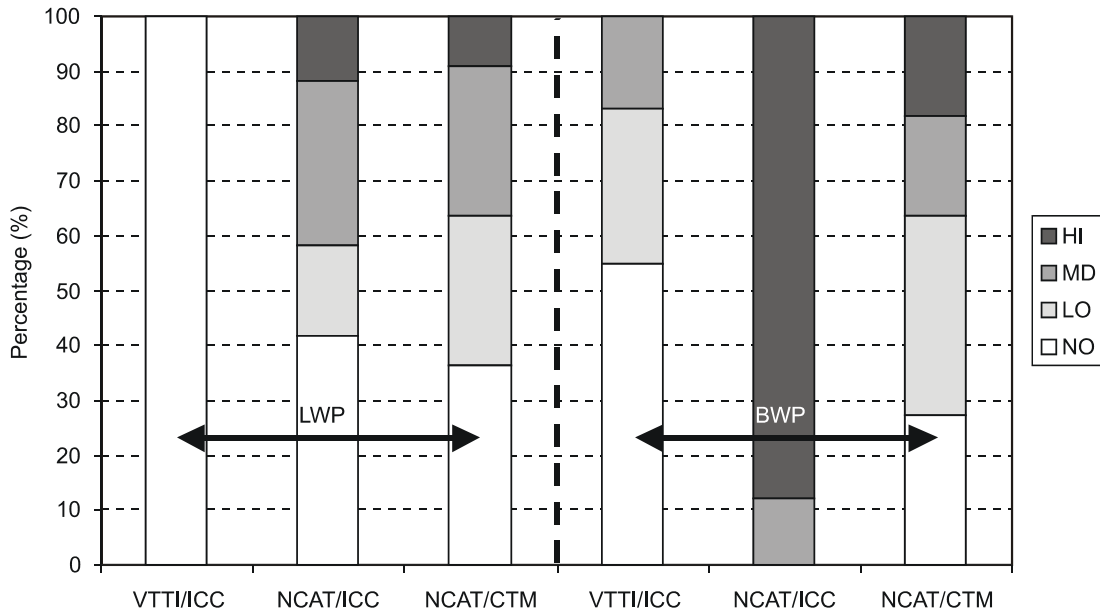 100
90
80
70
60
50
40
30
20
10
0
Percentage (%)
LWP
BWP
VTTI/ICC NCAT/ICC NCAT/CTM VTTI/ICC NCAT/ICC NCAT/CTM
HI
MD
LO
NO